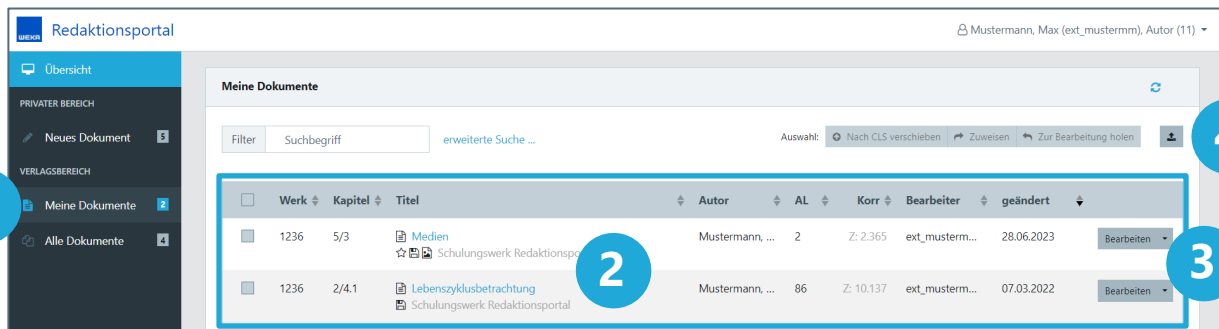 WEKA Redaktionsportal
Mustermann, Max (ext_mustermm), Autor (11)
Übersicht
Meine Dokumente
PRIVATER BEREICH
Neues Dokument 5
Filter Suchbegriff erweiterte Suche ...
Auswahl: Nach CLS verschieben Zuweisen Zur Bearbeitung holen
VERLAGSBEREICH
Meine Dokumente 2
Alle Dokumente 4
Werk Kapitel Titel Autor AL Korr Bearbeiter geändert
1236 5/3 Medien Mustermann, ... 2 Z: 2.365 ext_musterm... 28.06.2023 Bearbeiten
Schulungswerk
2
3
1236 2/4.1 Lebenszyklusbetrachtung Mustermann, ... 86 Z: 10.137 ext_musterm... 07.03.2022 Bearbeiten
Schulungswerk Redaktionsportal